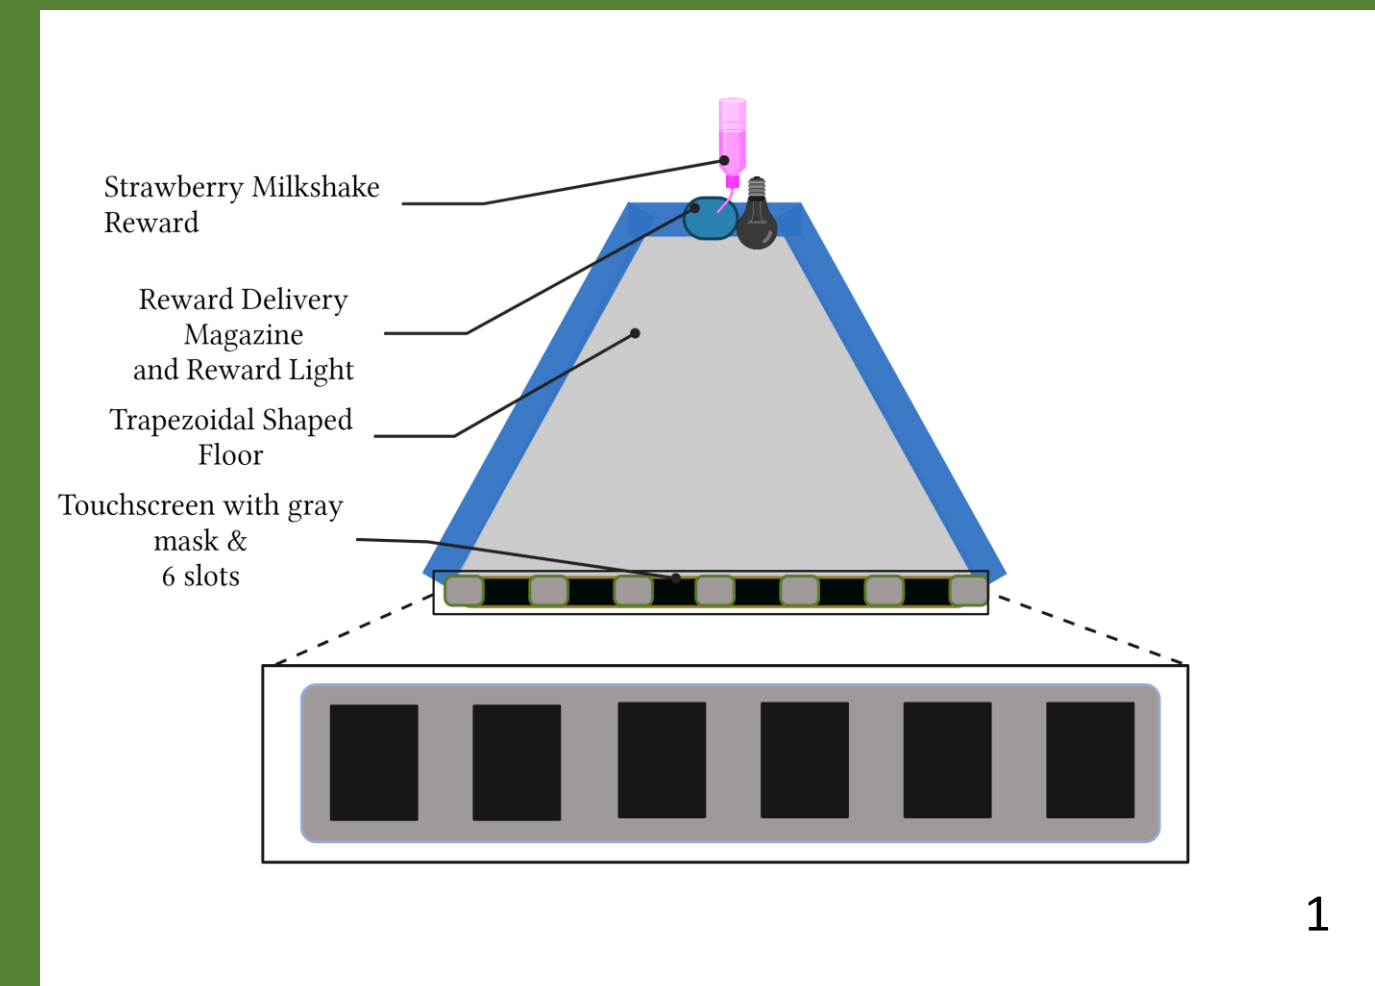 Strawberry Milkshake
Reward
Reward Delivery
Magazine
and Reward Light
Trapezoidal Shaped
Floor
Touchscreen with gray
mask &
6 slots
1